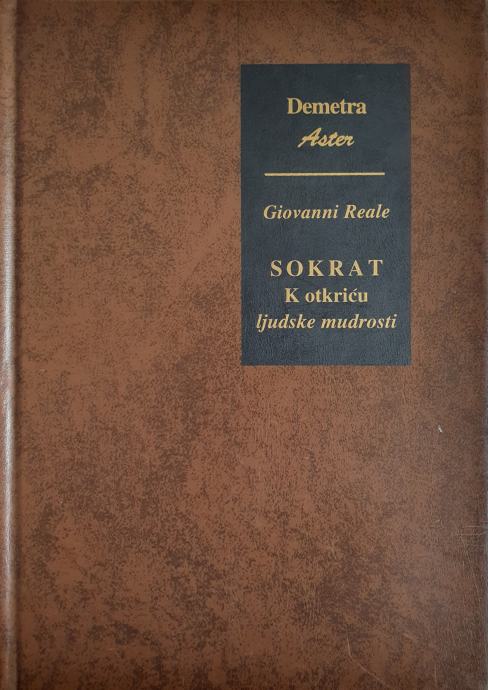 Demetra
Aster
Giovanni Reale
SOKRAT
K otkriću
ljudske mudrosti